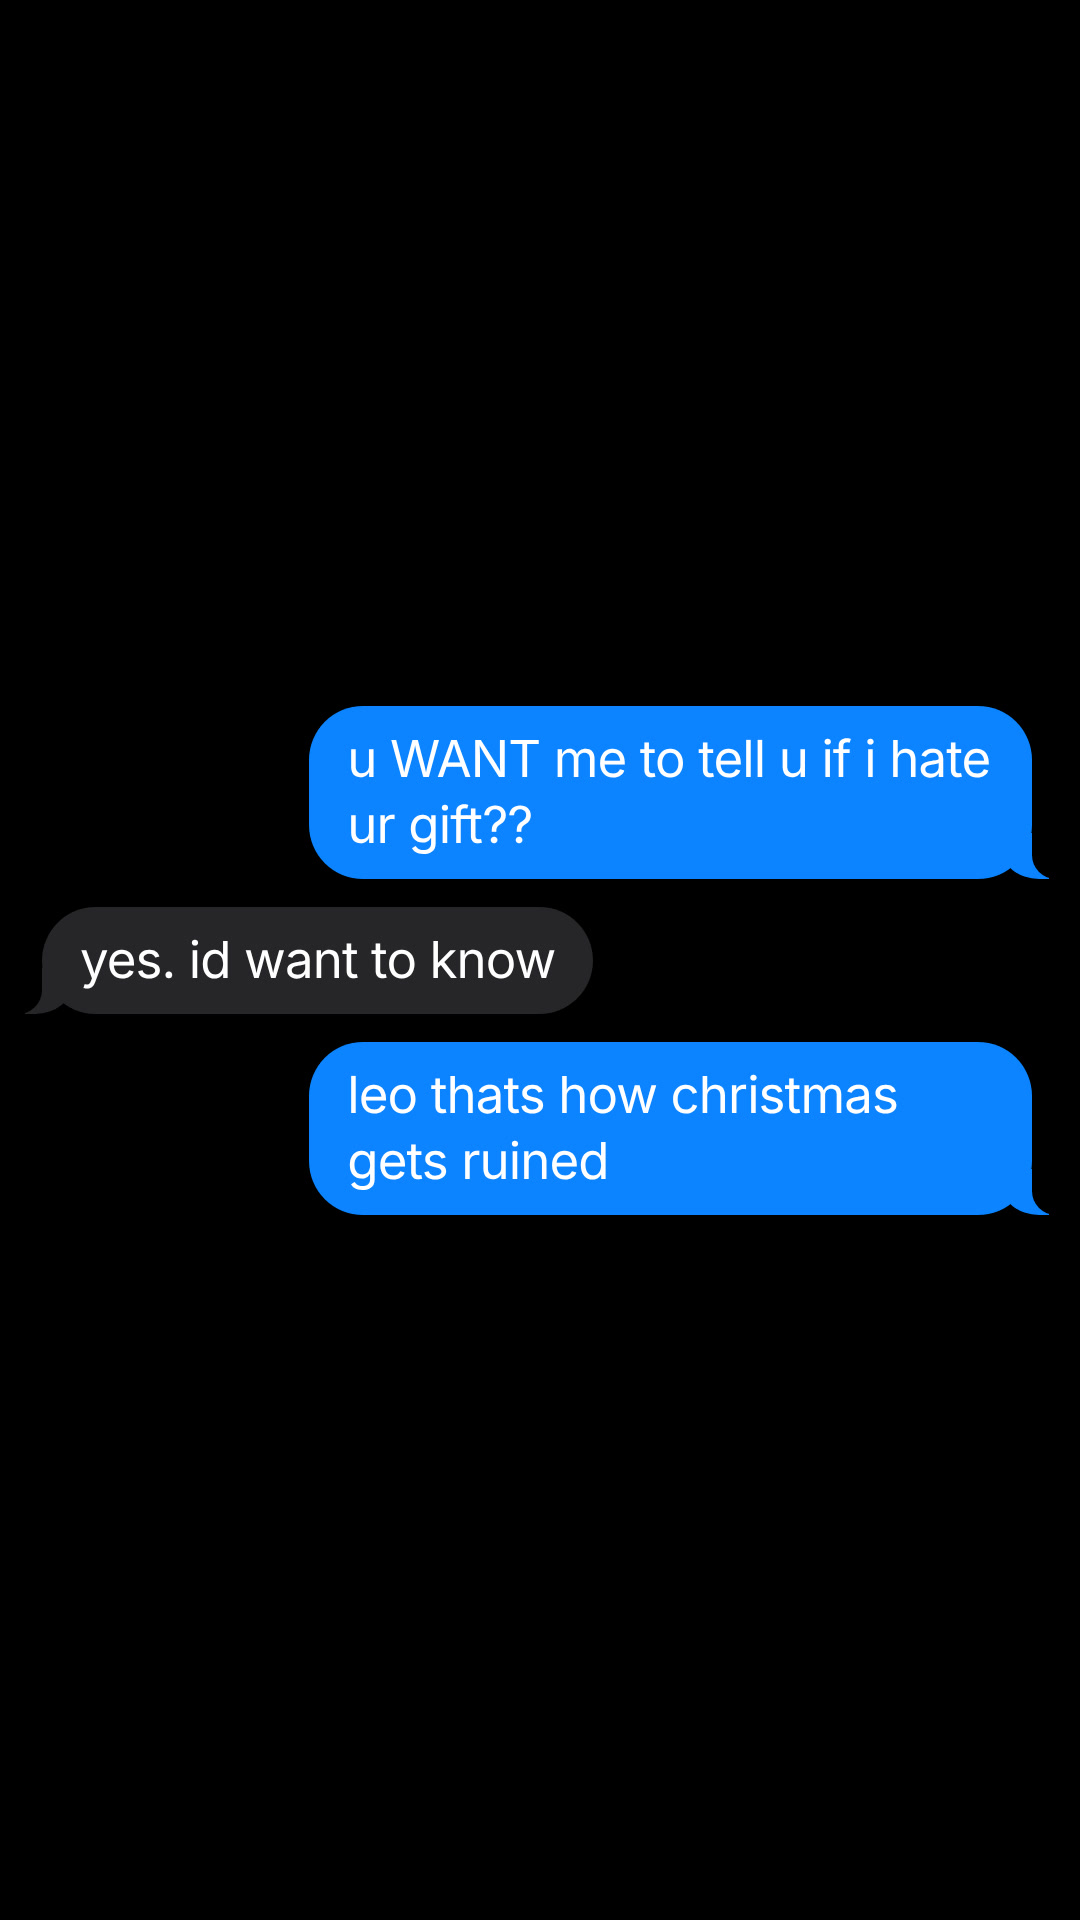 u WANT me to tell u if i hate
ur gift??
yes. id want to know
leo thats how christmas
gets ruined